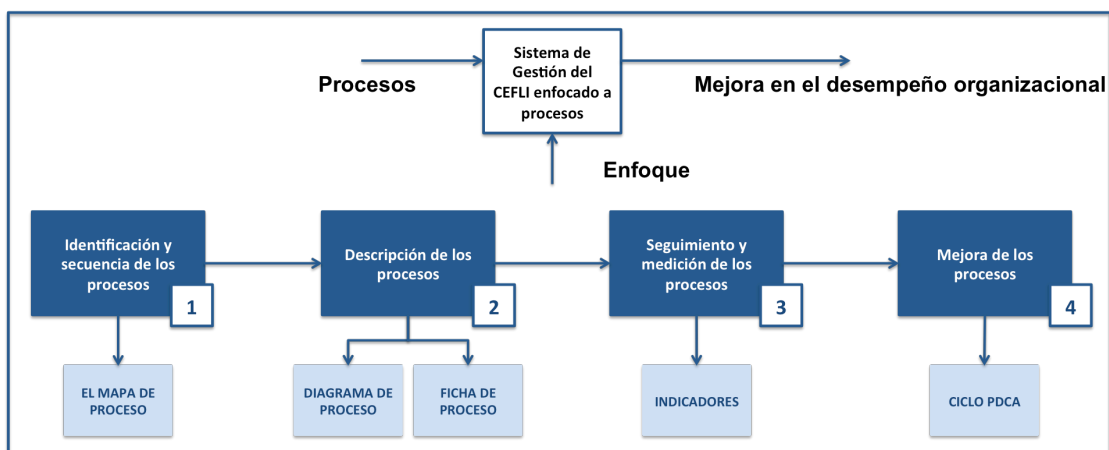 Sistema de
Gestión del
CEFLI enfocado a
procesos
Procesos
Mejora en el desempeño organizacional
Enfoque
Identificación y
secuencia de los
procesos
1
Descripción de los
procesos
2
Seguimiento y
medición de los
procesos
3
Mejora de los
procesos
4
EL MAPA DE
PROCESO
DIAGRAMA DE
PROCESO
FICHA DE
PROCESO
INDICADORES
CICLO PDCA